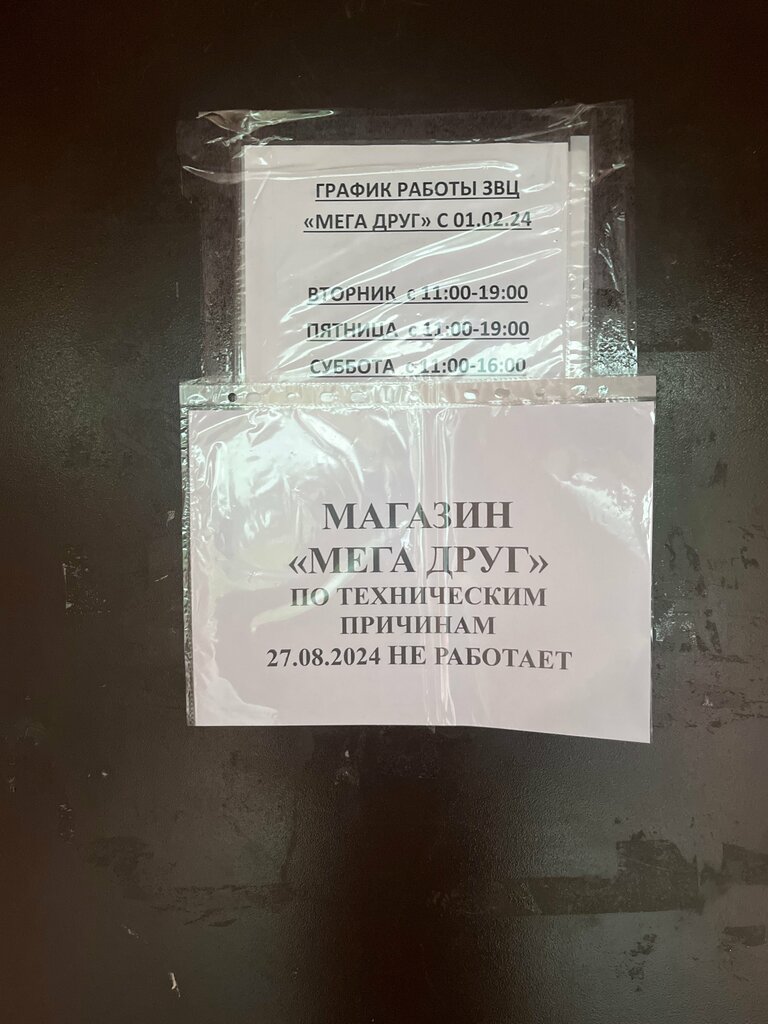 ГРАФИК РАБОТЫ ЗВЦ
«МЕГА ДРУГ» С 01.02.24
ВТОРНИК с 11:00-19:00
ПЯТНИЦА с 11:00-19:00
СУББОТА с 11:00-16:00
МАГАЗИН
«МЕГА ДРУГ»
ПО ТЕХНИЧЕСКИМ
ПРИЧИНАМ
27.08.2024 НЕ РАБОТАЕТ